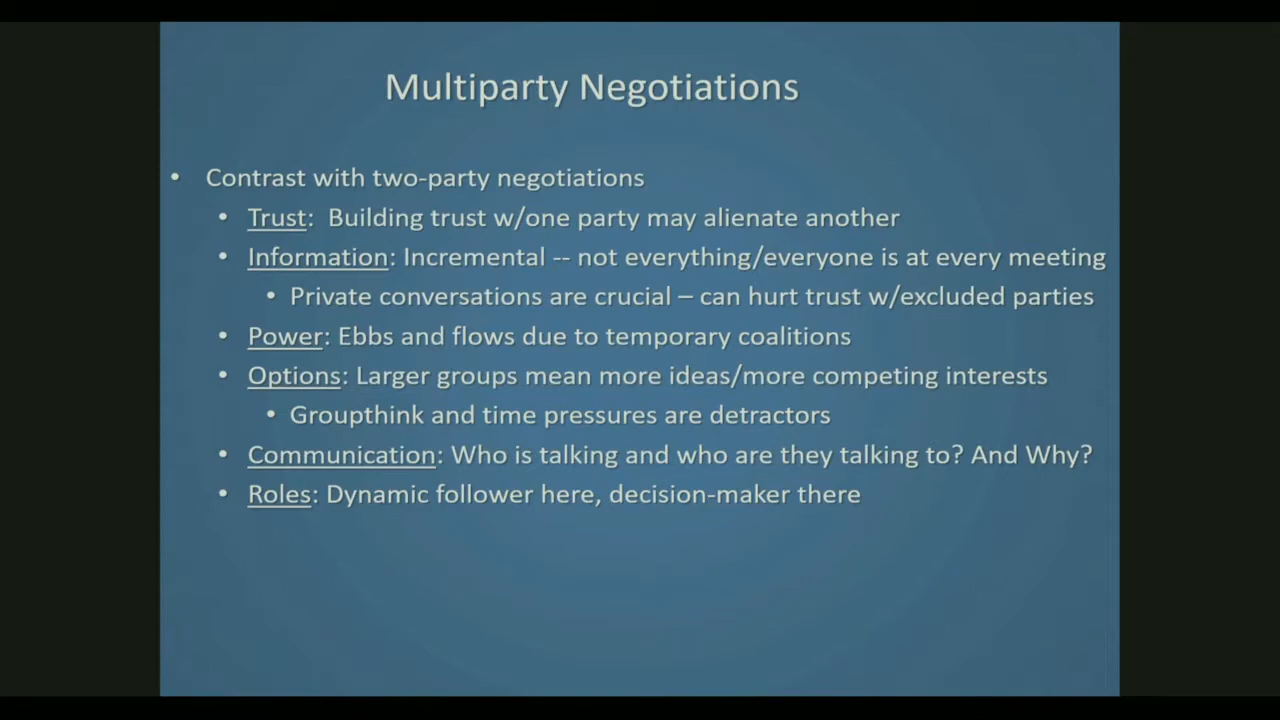 Multiparty Negotiations
• Contrast with two-party negotiations
• Trust: Building trust w/one party may alienate another
• Information: Incremental -- not everything/everyone is at every meeting
• Private conversations are crucial – can hurt trust w/excluded parties
• Power: Ebbs and flows due to temporary coalitions
• Options: Larger groups mean more ideas/more competing interests
• Groupthink and time pressures are detractors
• Communication: Who is talking and who are they talking to? And Why?
• Roles: Dynamic follower here, decision-maker there